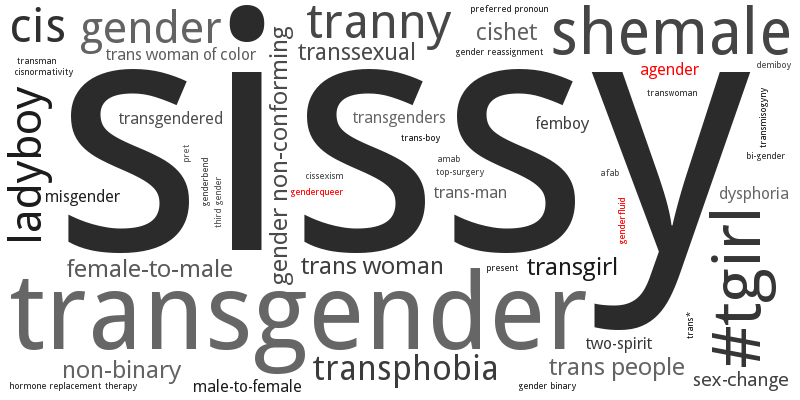 cis
gender
tranny
preferred pronoun
cishet
gender reassignment
shemale
trans woman of color
transsexual
transman
cisnormativity
agender
demiboy
sissy
ladyboy
transgendered
gender non-conforming
transgenders
trans-boy
femboy
transwoman
transmisogyny
bi-gender
pret
genderbend
third gender
misgender
cissexism
genderqueer
amab
top-surgery
trans-man
afab
genderfluid
dysphoria
female-to-male
trans woman
present
transgirl
#tgirl
transgender
trans*
two-spirit
non-binary
transphobia
trans people
sex-change
hormone replacement therapy
male-to-female
gender binary